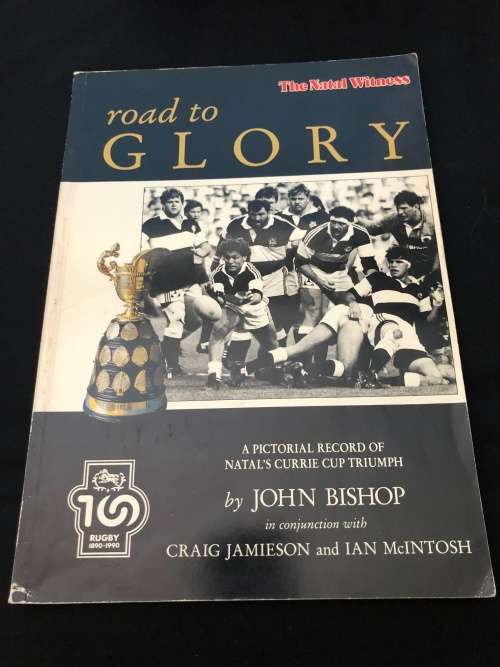 The Natal Witness
road to
GLORY
A PICTORIAL RECORD OF
NATAL'S CURRIE CUP TRIUMPH
by JOHN BISHOP
in conjunction with
CRAIG JAMIESON and IAN McINTOSH
100
RUGBY
1890-1990